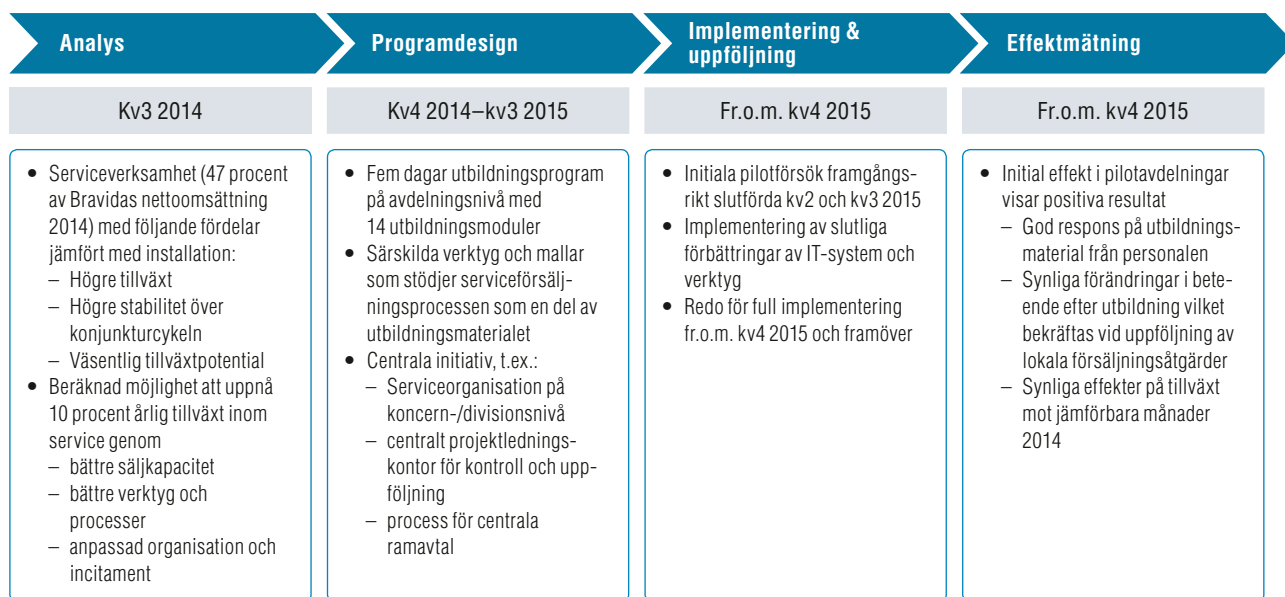 Analys
Kv3 2014
• Serviceverksamhet (47 procent
av Bravidas nettoomsättning
2014) med följande fördelar
jämfört med installation:
– Högre tillväxt
– Högre stabilitet över
konjunkturcykeln
– Väsentlig tillväxtpotential
• Beräknad möjlighet att uppnå
10 procent årlig tillväxt inom
service genom
– bättre säljkapacitet
– bättre verktyg och
processer
– anpassad organisation och
incitament
Programdesign
Kv4 2014–kv3 2015
• Fem dagar utbildningsprogram
på avdelningsnivå med
14 utbildningsmoduler
• Särskilda verktyg och mallar
som stödjer serviceförsälj-
ningsprocessen som en del av
utbildningsmaterialet
• Centrala initiativ, t.ex.:
– Serviceorganisation på
koncern-/divisionsnivå
– centralt projektlednings-
kontor för kontroll och upp-
följning
– process för centrala
ramavtal
Implementering &
uppföljning
Fr.o.m. kv4 2015
• Initiala pilotförsök framgångs-
rikt slutförda kv2 och kv3 2015
• Implementering av slutliga
förbättringar av IT-system och
verktyg
• Redo för full implementering
fr.o.m. kv4 2015 och framöver
Effektmätning
Fr.o.m. kv4 2015
• Initial effekt i pilotavdelningar
visar positiva resultat
– God respons på utbildnings-
material från personalen
– Synliga förändringar i bete-
ende efter utbildning vilket
bekräftas vid uppföljning av
lokala försäljningsåtgärder
– Synliga effekter på tillväxt
mot jämförbara månader
2014